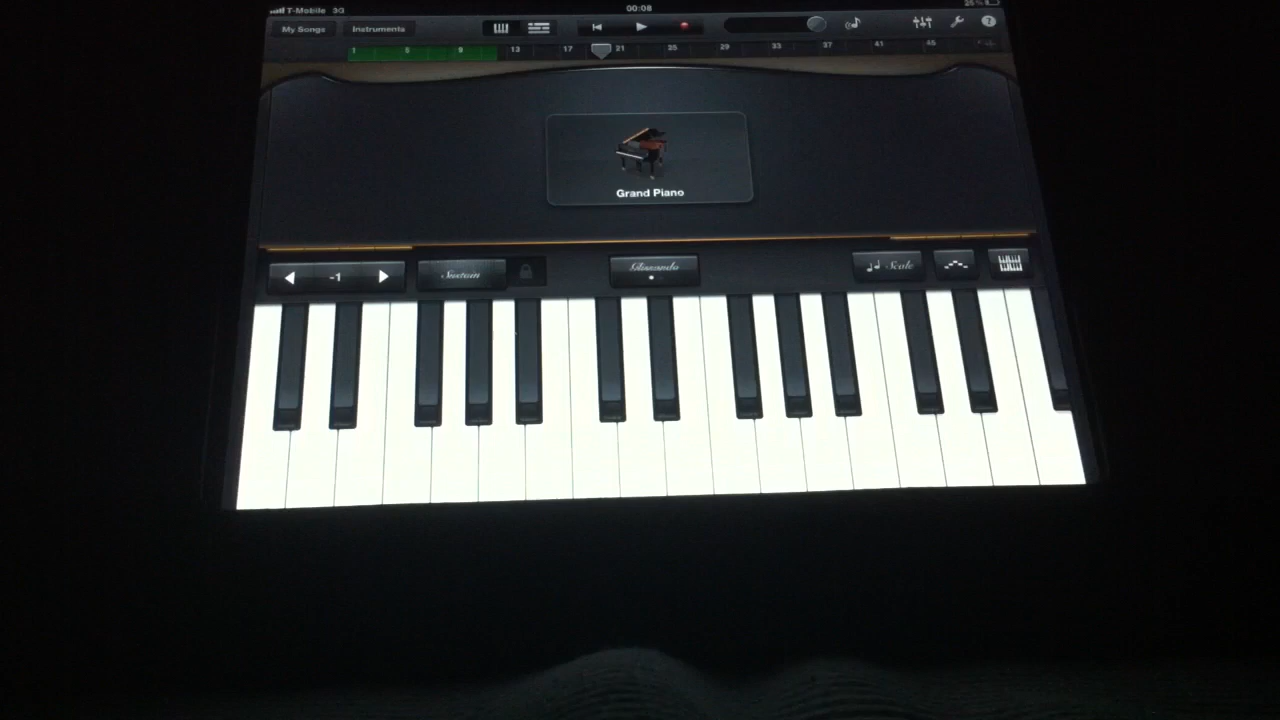 T-Mobile 3G
00:08
My Songs
Instruments
1 5 9 13 17 21 25 29 33 37 41 45
Grand Piano
-1
Sustain
Glissando
Scale